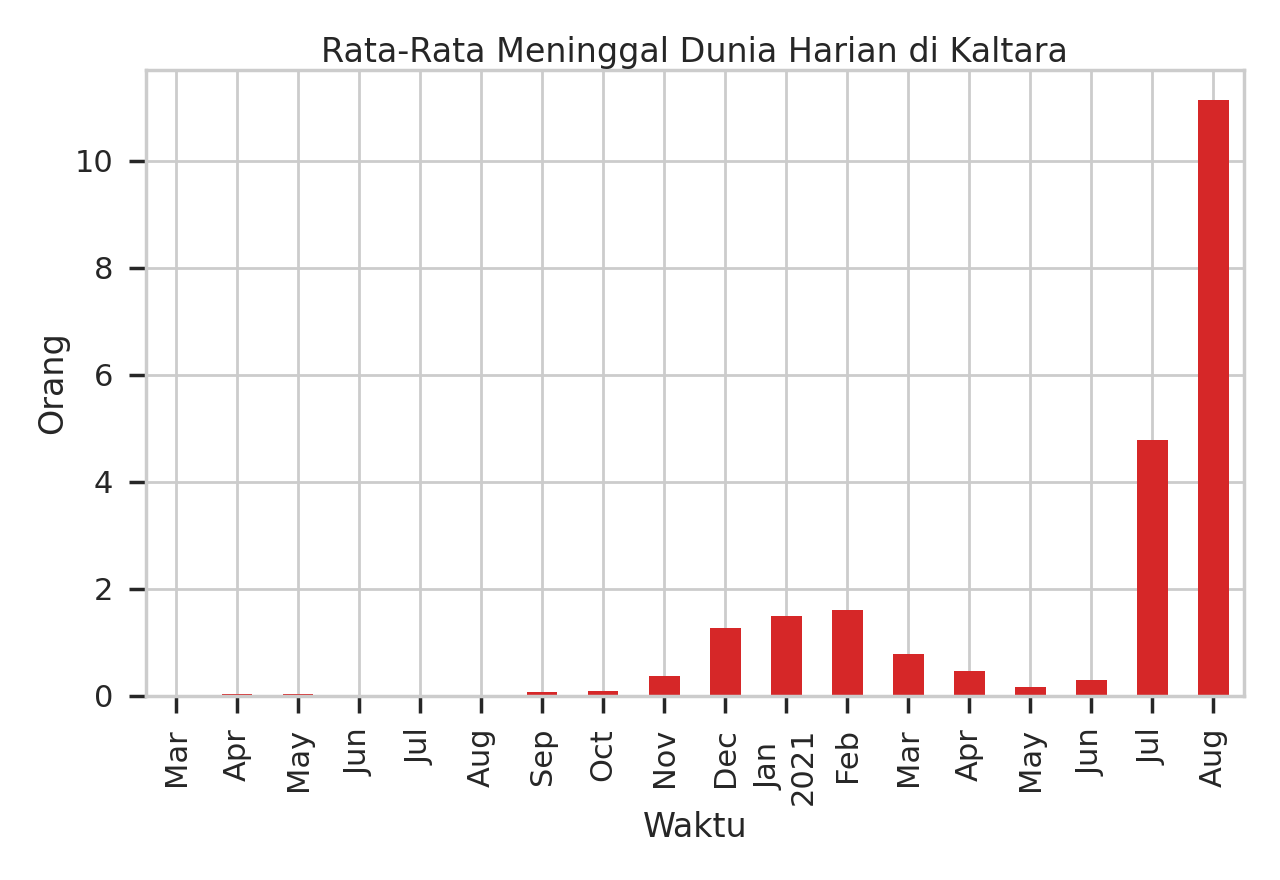 Rata-Rata Meninggal Dunia Harian di Kaltara
10
8
6
4
2
0
Orang
Mar
Apr
May
Jun
Jul
Aug
Sep
Oct
Nov
Dec
Jan
2021
Feb
Mar
Apr
May
Jun
Jul
Aug
Waktu